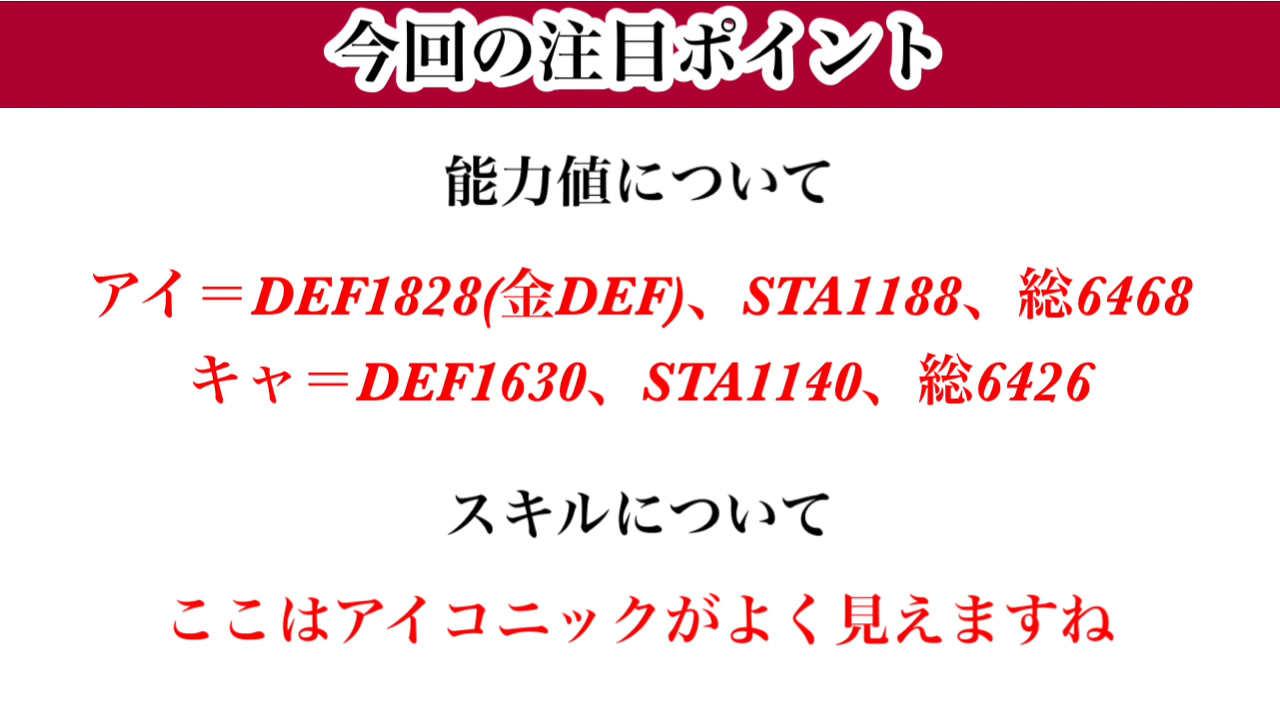 今回の注目ポイント
能力値について
アイ＝DEF1828(金DEF)、STA1188、総6468
キャ＝DEF1630、STA1140、総6426
スキルについて
ここはアイコニックがよく見えますね